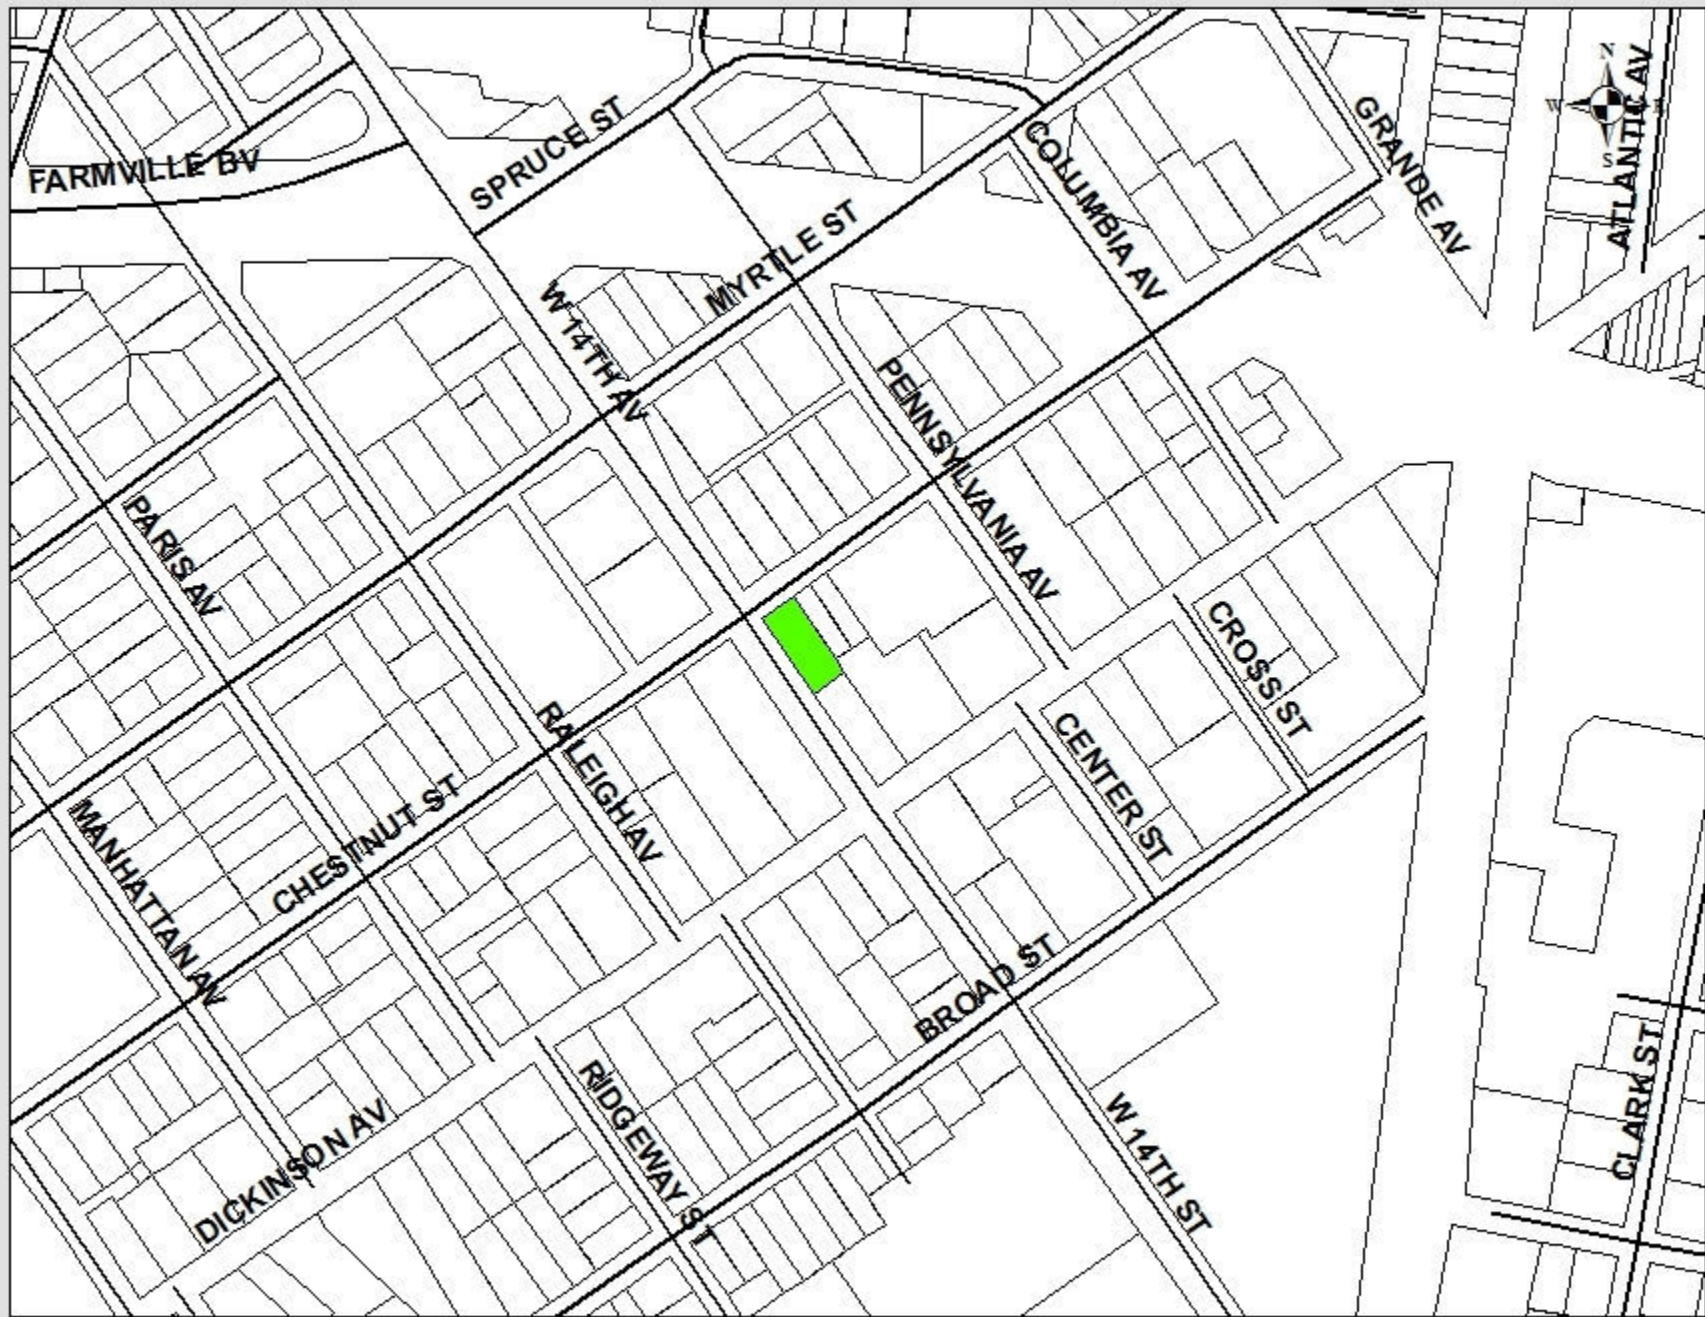 N
W
E
S
ATLANTIC AV
GRANDE AV
SPRUCE ST
COLUMBIA AV
FARMVILLE BV
MYRTLE ST
W 14TH AV
PENNSYLVANIA AV
PARIS AV
CROSS ST
RALEIGH AV
CENTER ST
CHESTNUT ST
MANHATTAN AV
BROAD ST
CLARK ST
RIDGEWAY ST
W 14TH ST
DICKINSON AV